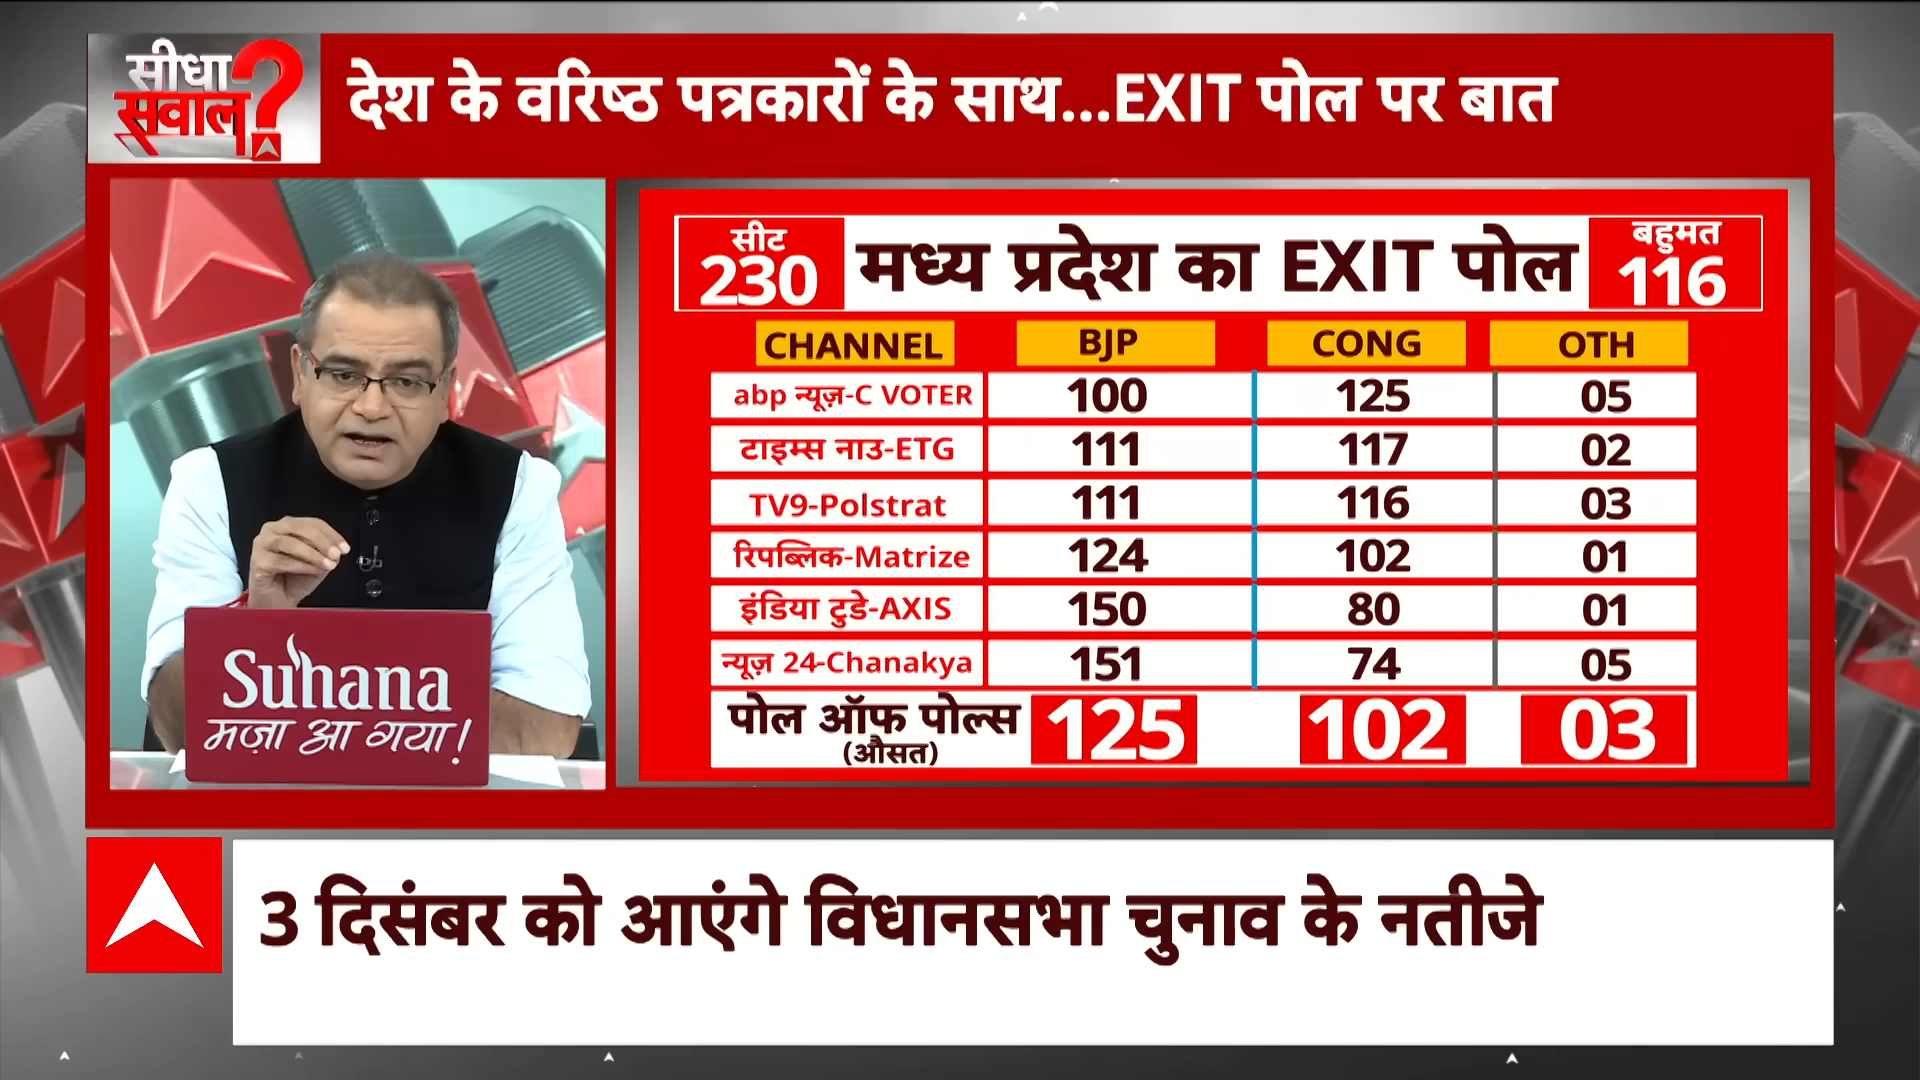 सीधा
सवाल?
देश के वरिष्ठ पत्रकारों के साथ...EXIT पोल पर बात
सीट
230
मध्य प्रदेश का EXIT पोल
बहुमत
116
CHANNEL BJP CONG OTH
abp न्यूज़-C VOTER 100 125 05
टाइम्स नाउ-ETG 111 117 02
TV9-Polstrat 111 116 03
रिपब्लिक-Matrize 124 102 01
इंडिया टुडे-AXIS 150 80 01
न्यूज़ 24-Chanakya 151 74 05
पोल ऑफ पोल्स 125 102 03
(औसत)
Suhana
मज़ा आ गया!
3 दिसंबर को आएंगे विधानसभा चुनाव के नतीजे